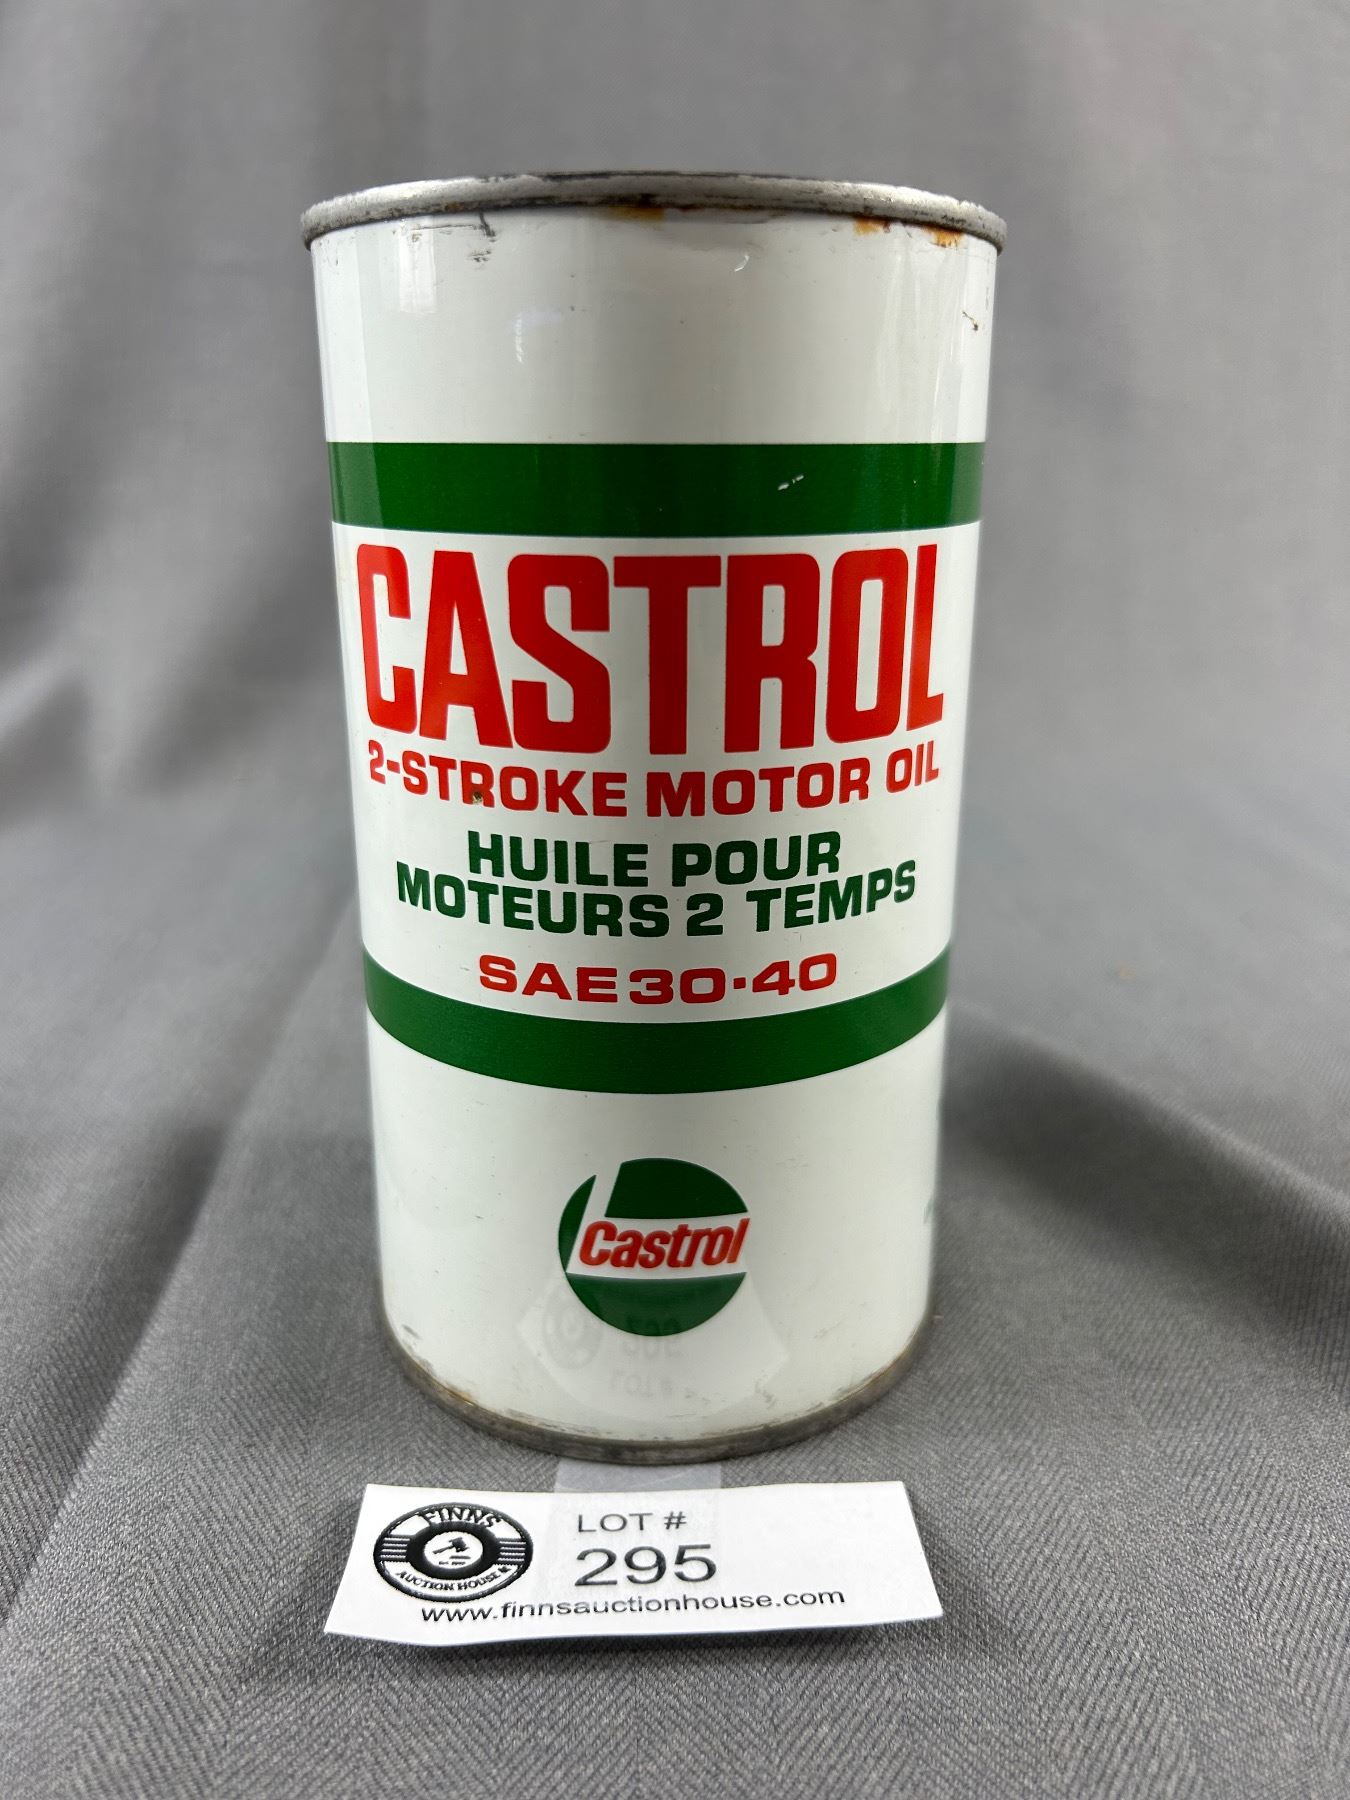 CASTROL
2-STROKE MOTOR OIL
HUILE POUR
MOTEURS 2 TEMPS
SAE 30-40
Castrol
FINNS
AUCTION HOUSE
LOT #
295
www.finnsauctionhouse.com